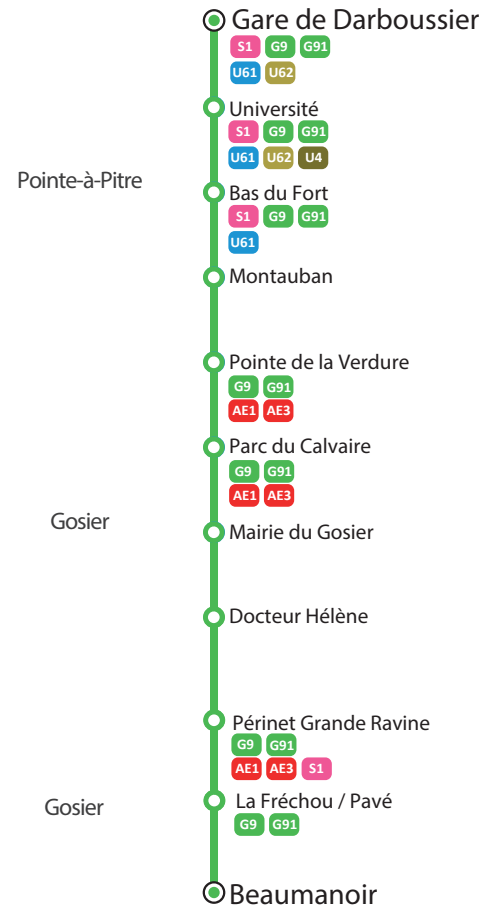 Gare de Darboussier
S1 G9 G91
U61 U62
Université
S1 G9 G91
U61 U62 U4
Pointe-à-Pitre
Bas du Fort
S1 G9 G91
U61
Montauban
Pointe de la Verdure
G9 G91
AE1 AE3
Parc du Calvaire
G9 G91
AE1 AE3
Gosier
Mairie du Gosier
Docteur Hélène
Périnet Grande Ravine
G9 G91
AE1 AE3 S1
Gosier
La Fréchou / Pavé
G9 G91
Beaumanoir